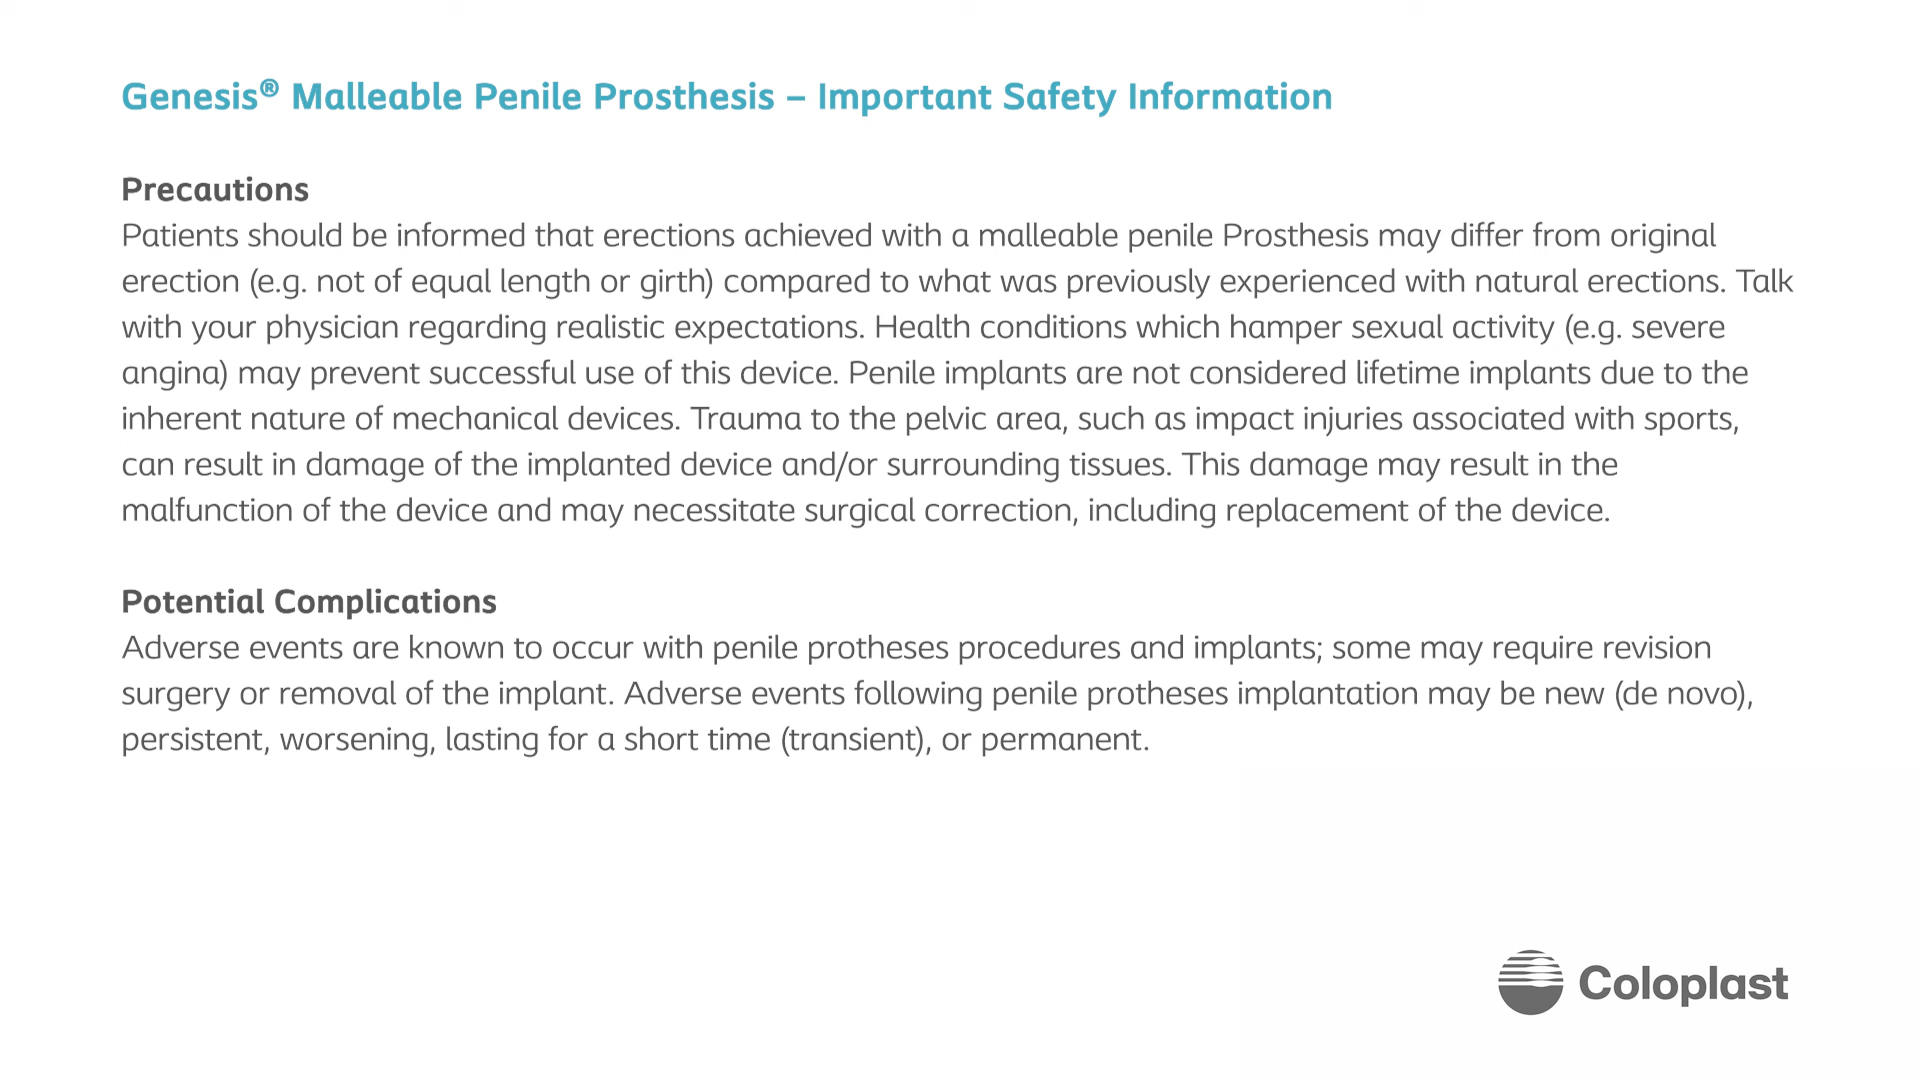 Genesis® Malleable Penile Prosthesis – Important Safety Information
Precautions
Patients should be informed that erections achieved with a malleable penile Prosthesis may differ from original
erection (e.g. not of equal length or girth) compared to what was previously experienced with natural erections. Talk
with your physician regarding realistic expectations. Health conditions which hamper sexual activity (e.g. severe
angina) may prevent successful use of this device. Penile implants are not considered lifetime implants due to the
inherent nature of mechanical devices. Trauma to the pelvic area, such as impact injuries associated with sports,
can result in damage of the implanted device and/or surrounding tissues. This damage may result in the
malfunction of the device and may necessitate surgical correction, including replacement of the device.
Potential Complications
Adverse events are known to occur with penile protheses procedures and implants; some may require revision
surgery or removal of the implant. Adverse events following penile protheses implantation may be new (de novo),
persistent, worsening, lasting for a short time (transient), or permanent.
Coloplast